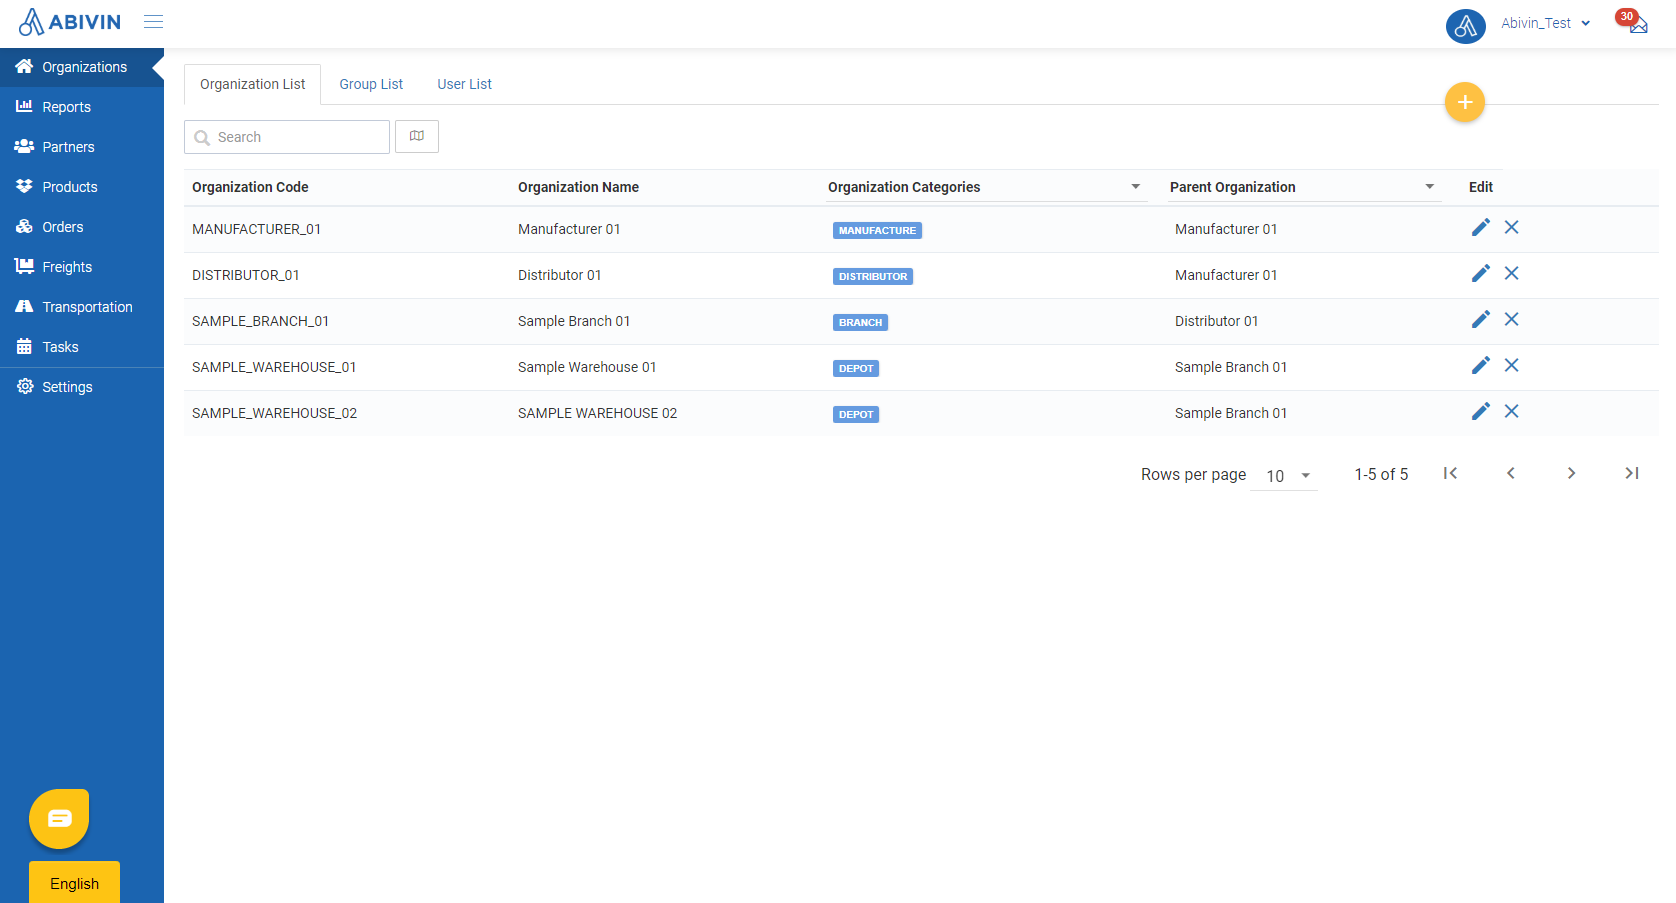 ABIVIN
Abivin_Test
30
Organizations
Reports
Partners
Products
Orders
Freights
Transportation
Tasks
Settings
English
Organization List Group List User List
Search
Organization Code Organization Name Organization Categories Parent Organization Edit
MANUFACTURER_01 Manufacturer 01 MANUFACTURE Manufacturer 01
DISTRIBUTOR_01 Distributor 01 DISTRIBUTOR Manufacturer 01
SAMPLE_BRANCH_01 Sample Branch 01 BRANCH Distributor 01
SAMPLE_WAREHOUSE_01 Sample Warehouse 01 DEPOT Sample Branch 01
SAMPLE_WAREHOUSE_02 SAMPLE WAREHOUSE 02 DEPOT Sample Branch 01
Rows per page 10 1-5 of 5